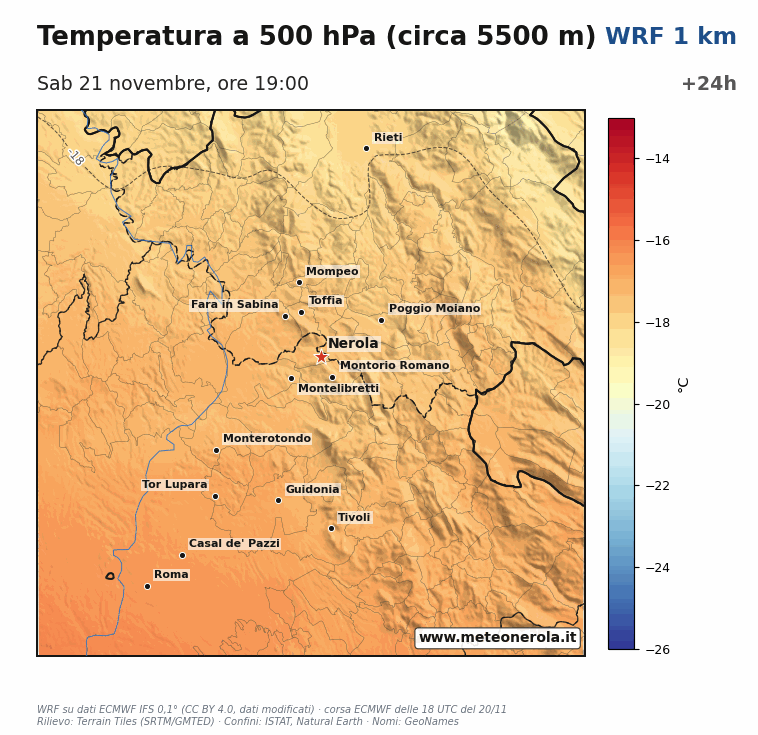 Temperatura a 500 hPa (circa 5500 m) WRF 1 km
Sab 21 novembre, ore 19:00 +24h
-18
Rieti
Mompeo
Fara in Sabina
Toffia
Poggio Moiano
Nerola
Montorio Romano
Montelibretti
Monterotondo
Tor Lupara
Guidonia
Tivoli
Casal de' Pazzi
Roma
www.meteonerola.it
−14
−16
−18
−20
−22
−24
−26
°C
WRF su dati ECMWF IFS 0,1° (CC BY 4.0, dati modificati) · corsa ECMWF delle 18 UTC del 20/11
Rilievo: Terrain Tiles (SRTM/GMTED) · Confini: ISTAT, Natural Earth · Nomi: GeoNames